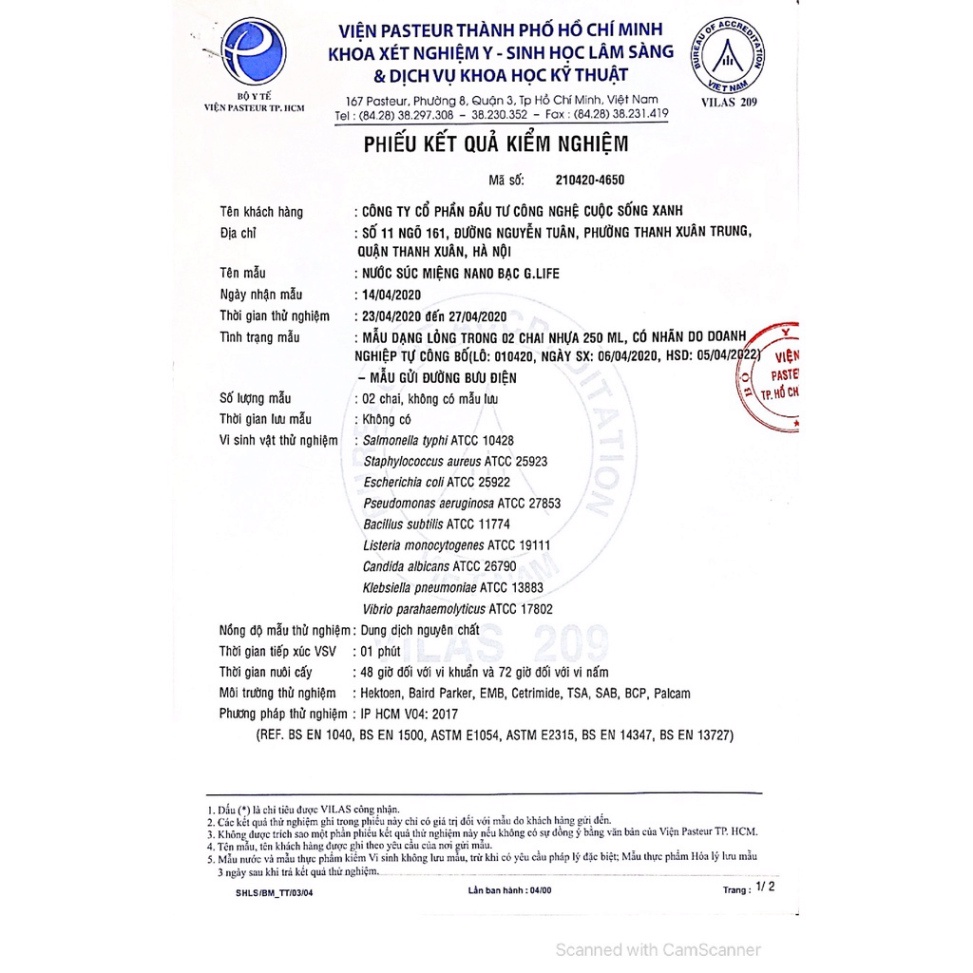 VIỆN PASTEUR THÀNH PHỐ HỒ CHÍ MINH
KHOA XÉT NGHIỆM Y - SINH HỌC LÂM SÀNG
& DỊCH VỤ KHOA HỌC KỸ THUẬT
167 Pasteur, Phường 8, Quận 3, Tp Hồ Chí Minh, Việt Nam
Tel : (84.28) 38.297.308 - 38.230.352 - Fax : (84.28) 38.231.419
BỘ Y TẾ
VIỆN PASTEUR TP. HCM
BUREAU OF ACCREDITATION
VIET NAM
VILAS 209
PHIẾU KẾT QUẢ KIỂM NGHIỆM
Mã số: 210420-4650
Tên khách hàng : CÔNG TY CỔ PHẦN ĐẦU TƯ CÔNG NGHỆ CUỘC SỐNG XANH
Địa chỉ : SỐ 11 NGÕ 161, ĐƯỜNG NGUYỄN TUÂN, PHƯỜNG THANH XUÂN TRUNG,
QUẬN THANH XUÂN, HÀ NỘI
Tên mẫu : NƯỚC SÚC MIỆNG NANO BẠC G.LIFE
Ngày nhận mẫu : 14/04/2020
Thời gian thử nghiệm : 23/04/2020 đến 27/04/2020
Tình trạng mẫu : MẪU DẠNG LỎNG TRONG 02 CHAI NHỰA 250 ML, CÓ NHÃN DO DOANH
NGHIỆP TỰ CÔNG BỐ(LÔ: 010420, NGÀY SX: 06/04/2020, HSD: 05/04/2022)
– MẪU GỬI ĐƯỜNG BƯU ĐIỆN
Số lượng mẫu : 02 chai, không có mẫu lưu
Thời gian lưu mẫu : Không có
Vi sinh vật thử nghiệm : Salmonella typhi ATCC 10428
Staphylococcus aureus ATCC 25923
Escherichia coli ATCC 25922
Pseudomonas aeruginosa ATCC 27853
Bacillus subtilis ATCC 11774
Listeria monocytogenes ATCC 19111
Candida albicans ATCC 26790
Klebsiella pneumoniae ATCC 13883
Vibrio parahaemolyticus ATCC 17802
Nồng độ mẫu thử nghiệm : Dung dịch nguyên chất
Thời gian tiếp xúc VSV : 01 phút
Thời gian nuôi cấy : 48 giờ đối với vi khuẩn và 72 giờ đối với vi nấm
Môi trường thử nghiệm : Hektoen, Baird Parker, EMB, Cetrimide, TSA, SAB, BCP, Palcam
Phương pháp thử nghiệm : IP HCM V04: 2017
(REF. BS EN 1040, BS EN 1500, ASTM E1054, ASTM E2315, BS EN 14347, BS EN 13727)
VILAS 209
VIỆN
PASTE
TP. HỒ CH
1. Dấu (*) là chỉ tiêu được VILAS công nhận.
2. Các kết quả thử nghiệm ghi trong phiếu này chỉ có giá trị đối với mẫu do khách hàng gửi đến.
3. Không được trích sao một phần phiếu kết quả thử nghiệm này nếu không có sự đồng ý bằng văn bản của Viện Pasteur TP. HCM.
4. Tên mẫu, tên khách hàng được ghi theo yêu cầu của nơi gửi mẫu.
5. Mẫu nước và mẫu thực phẩm kiểm Vi sinh không lưu mẫu, trừ khi có yêu cầu pháp lý đặc biệt; Mẫu thực phẩm Hóa lý lưu mẫu
3 ngày sau khi trả kết quả thử nghiệm.
SHLS/BM_TT/03/04 Lần ban hành : 04/00 Trang : 1/ 2
Scanned with CamScanner